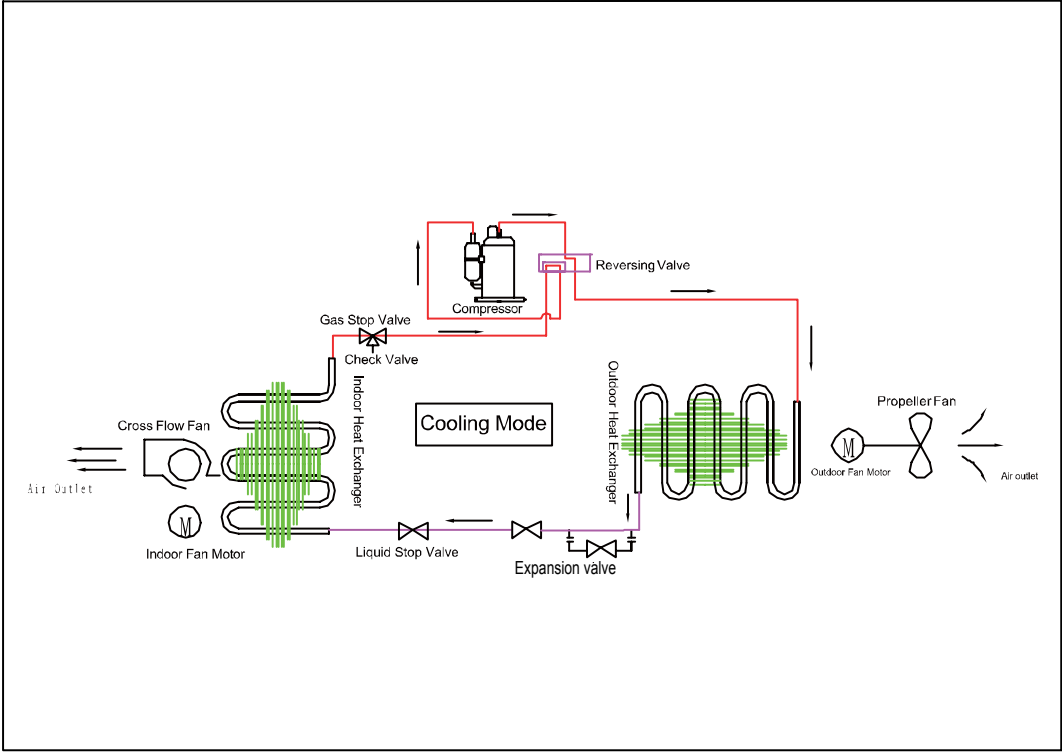 Reversing Valve
Compressor
Gas Stop Valve
Check Valve
Indoor Heat Exchanger
Outdoor Heat Exchanger
Cooling Mode
Cross Flow Fan
Air Outlet
M
Indoor Fan Motor
Propeller Fan
M
Outdoor Fan Motor
Air outlet
Liquid Stop Valve
Expansion valve